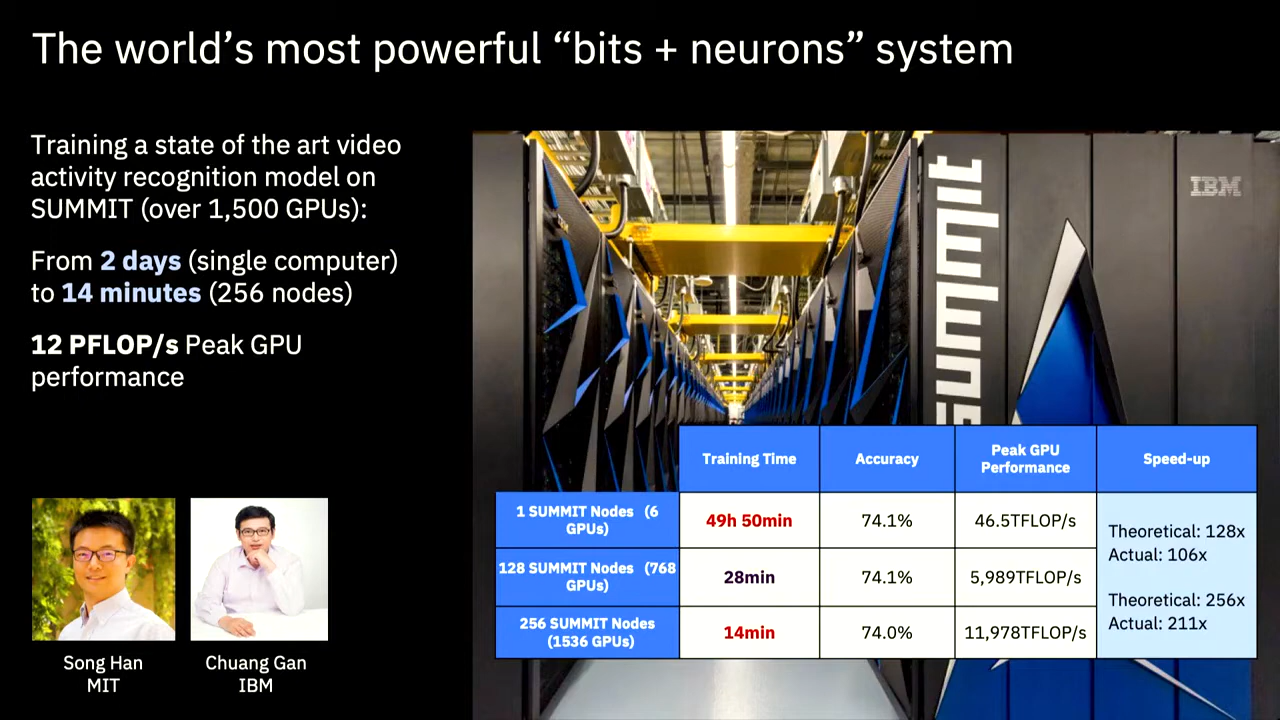 The world's most powerful “bits + neurons” system
Training a state of the art video
activity recognition model on
SUMMIT (over 1,500 GPUs):
From 2 days (single computer)
to 14 minutes (256 nodes)
12 PFLOP/s Peak GPU
performance
Song Han
MIT
Chuang Gan
IBM
summit
IBM
Training Time
Accuracy
Peak GPU
Performance
Speed-up
1 SUMMIT Nodes (6
GPUs)
49h 50min
74.1%
46.5TFLOP/s
128 SUMMIT Nodes (768
GPUs)
28min
74.1%
5,989TFLOP/s
256 SUMMIT Nodes
(1536 GPUs)
14min
74.0%
11,978TFLOP/s
Theoretical: 128x
Actual: 106x
Theoretical: 256x
Actual: 211x